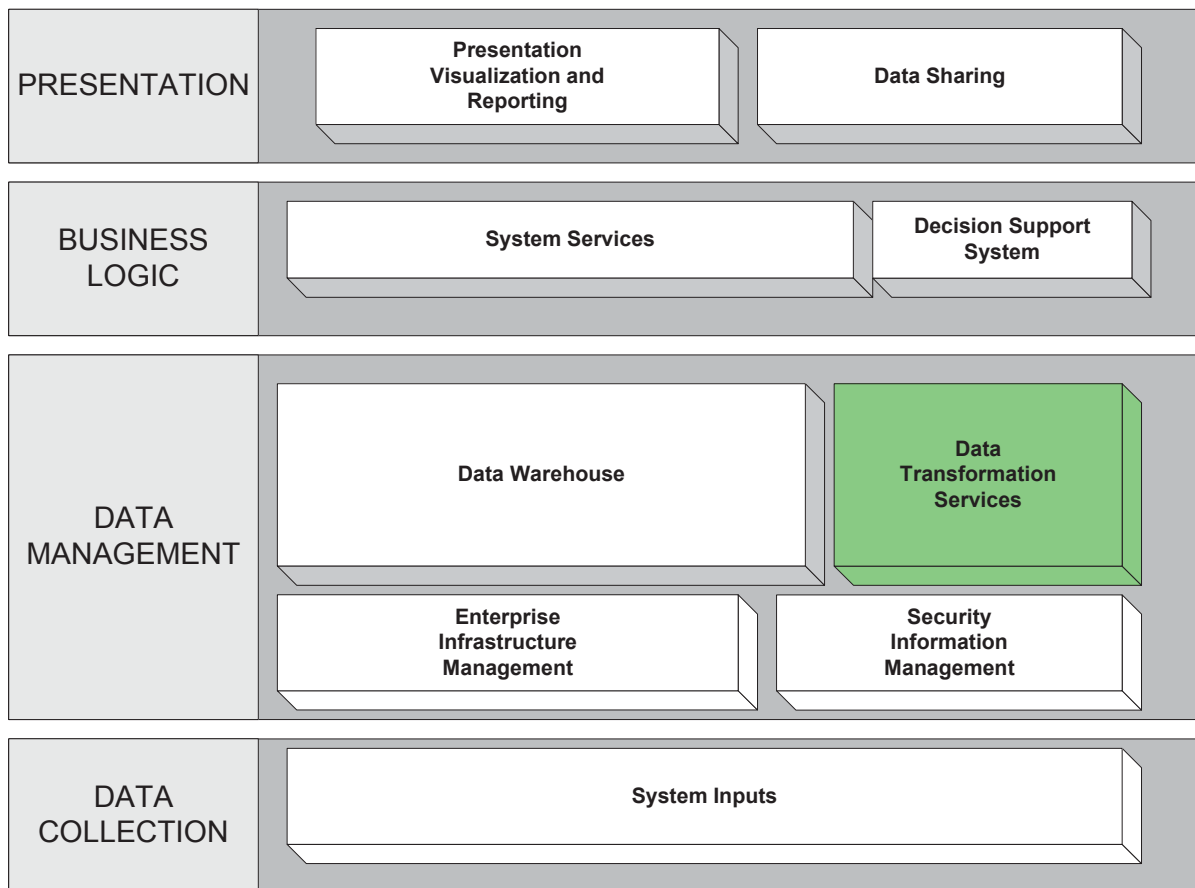 PRESENTATION
Presentation
Visualization and
Reporting
Data Sharing
BUSINESS
LOGIC
System Services
Decision Support
System
DATA
MANAGEMENT
Data Warehouse
Data
Transformation
Services
Enterprise
Infrastructure
Management
Security
Information
Management
DATA
COLLECTION
System Inputs